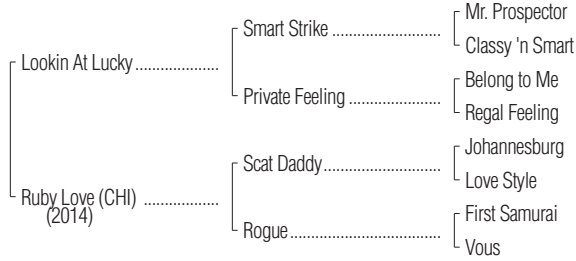 Mr. Prospector
Smart Strike ......................
Classy 'n Smart
Lookin At Lucky.................
Belong to Me
Private Feeling ...................
Regal Feeling
Johannesburg
Scat Daddy........................
Love Style
Ruby Love (CHI) ...............
(2014)
First Samurai
Rogue...............................
Vous